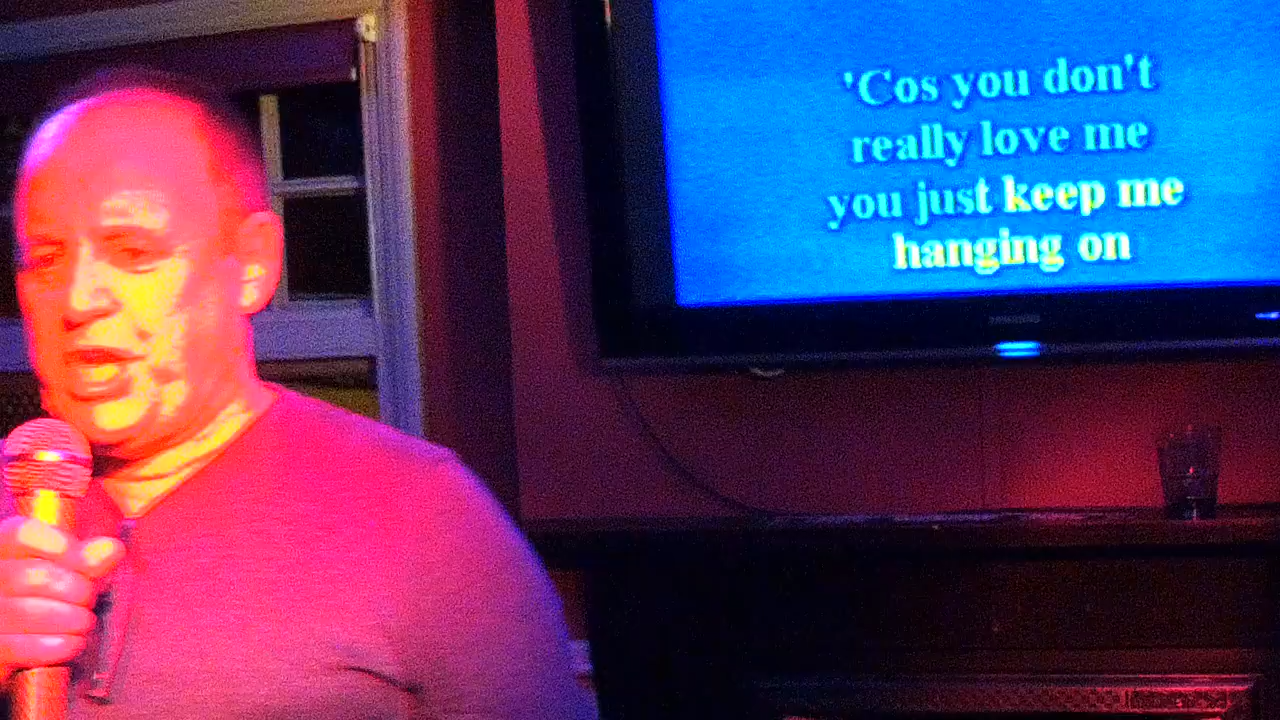 'Cos you don't
really love me
you just keep me
hanging on